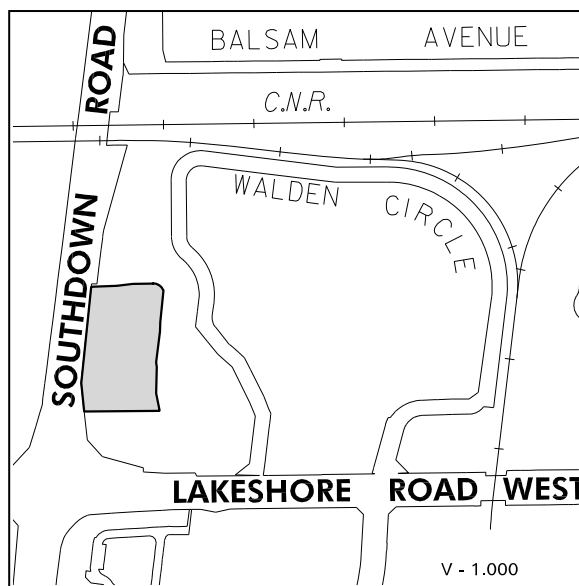 BALSAM AVENUE
ROAD
C.N.R.
WALDEN CIRCLE
SOUTHDOWN
LAKESHORE ROAD WEST
V - 1.000